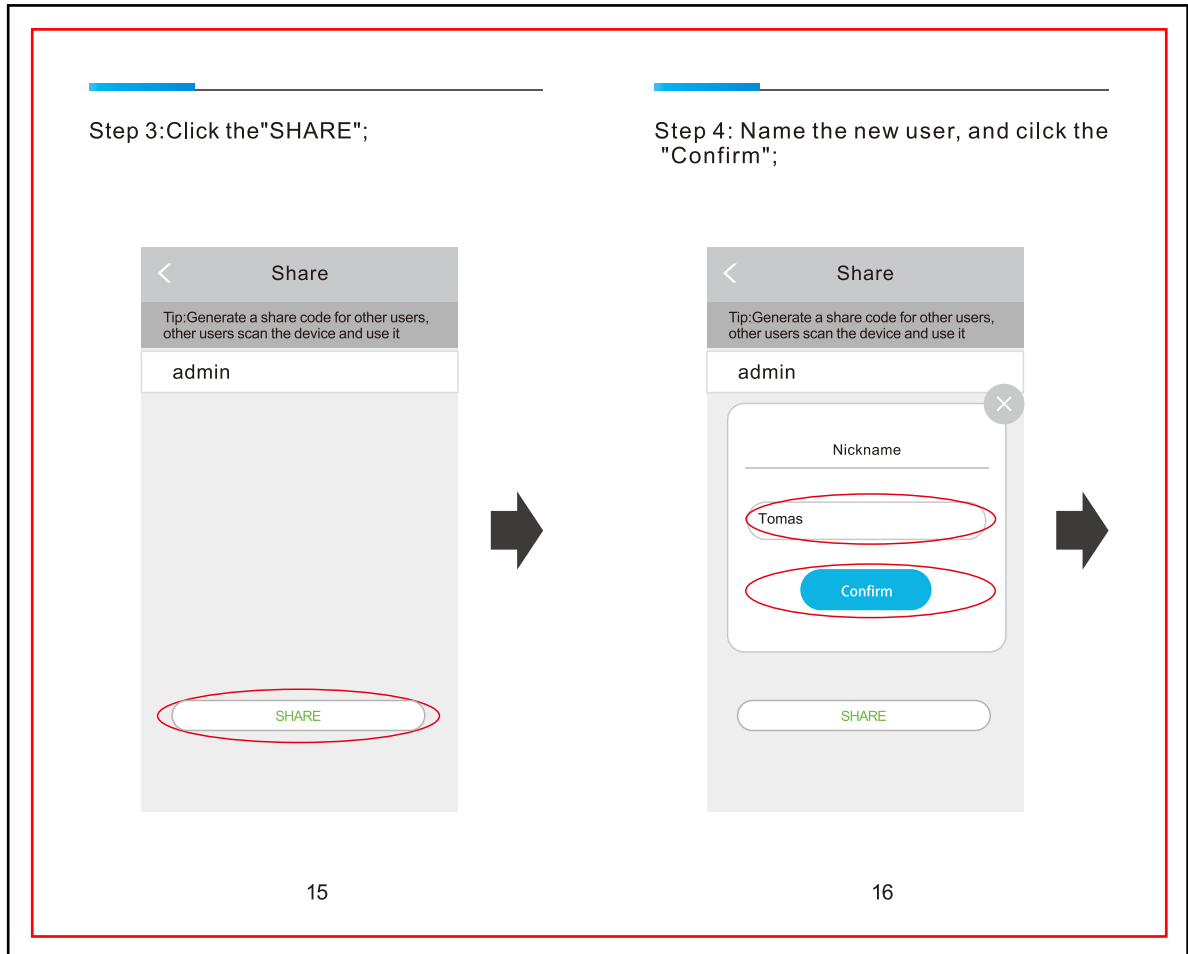 Step 3:Click the"SHARE";
Share
Tip:Generate a share code for other users,
other users scan the device and use it
admin
SHARE
15
Step 4: Name the new user, and cilck the
"Confirm";
Share
Tip:Generate a share code for other users,
other users scan the device and use it
admin
Nickname
Tomas
Confirm
SHARE
16